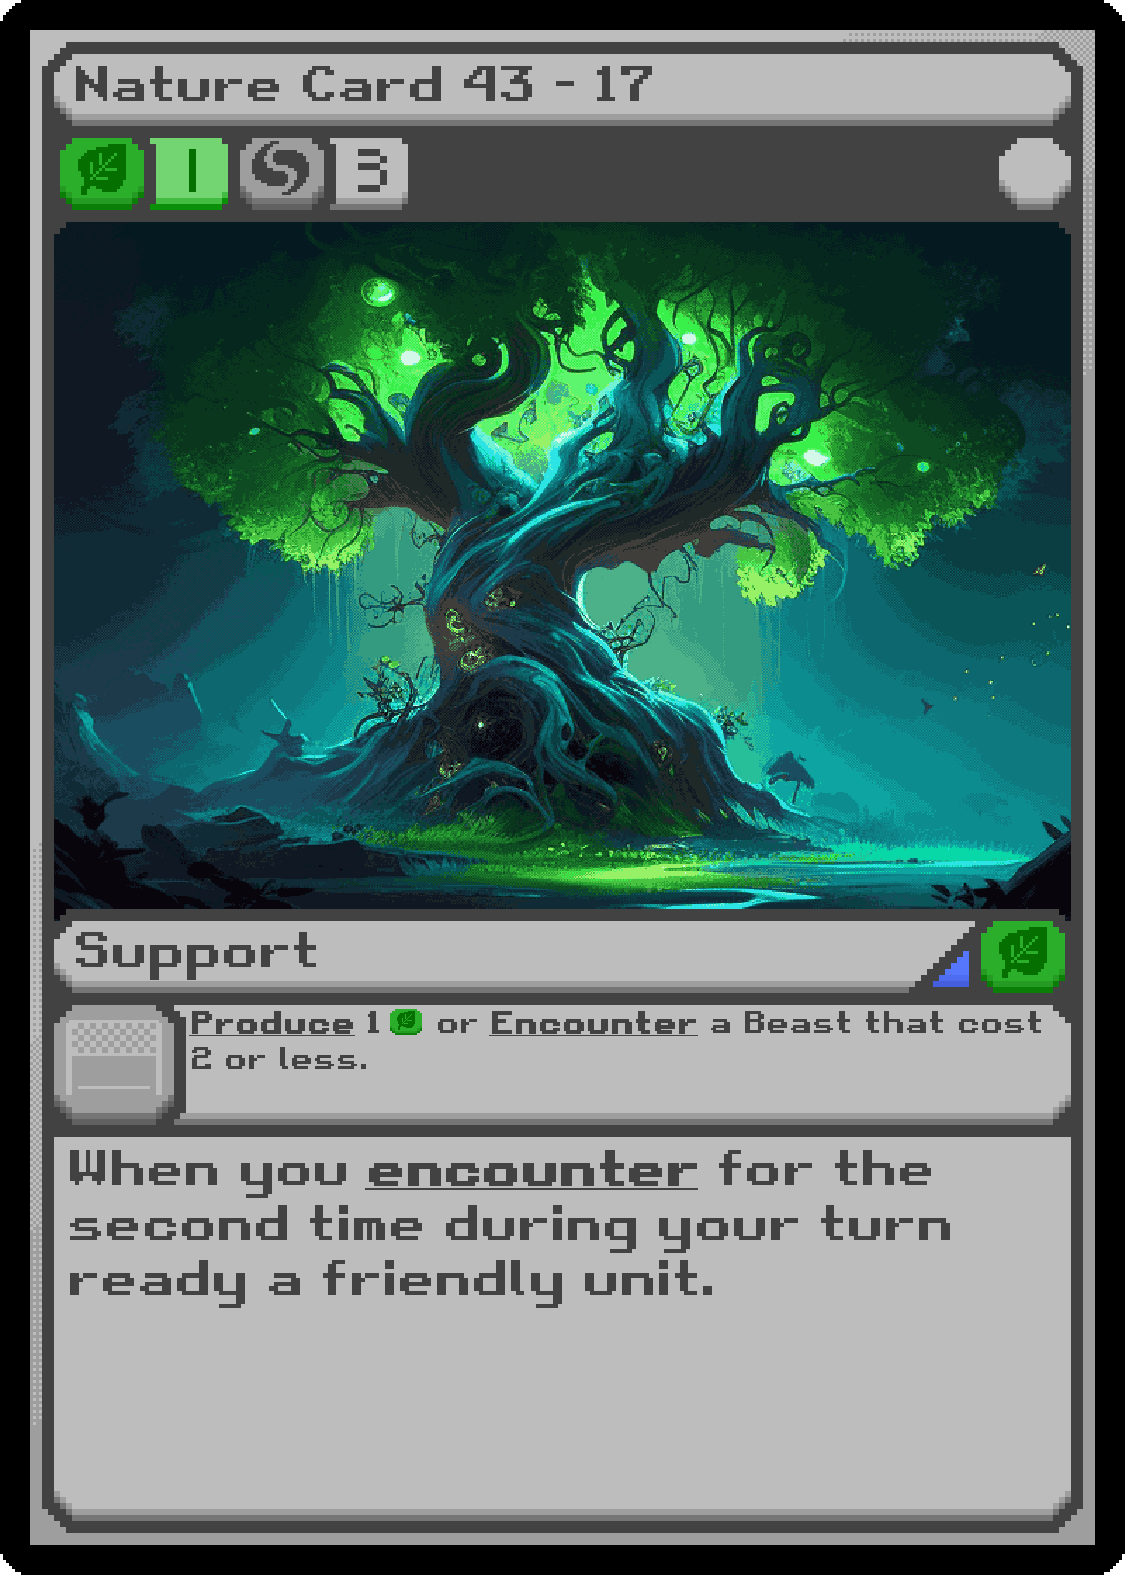 Nature Card 43 - 17
1 3
Support
Produce 1 or Encounter a Beast that cost
2 or less.
When you encounter for the
second time during your turn
ready a friendly unit.